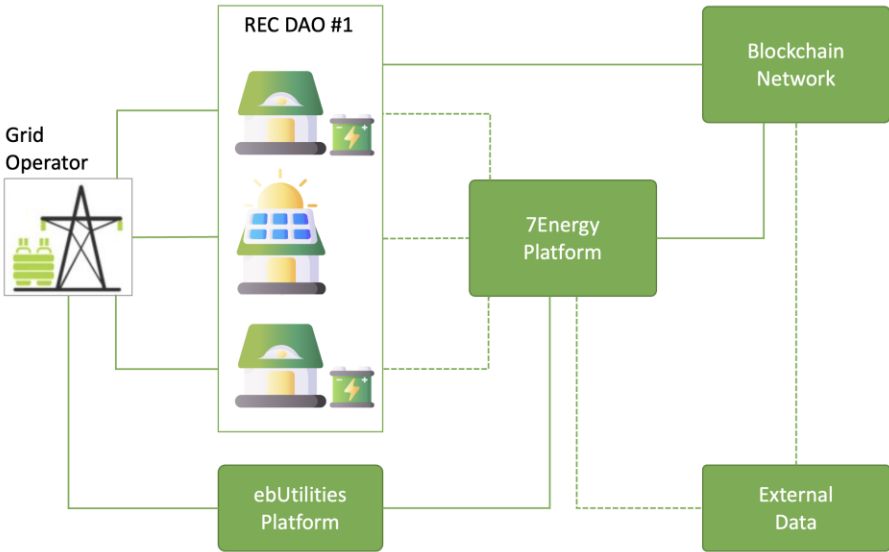 REC DAO #1
Blockchain
Network
Grid
Operator
7Energy
Platform
ebUtilities
Platform
External
Data